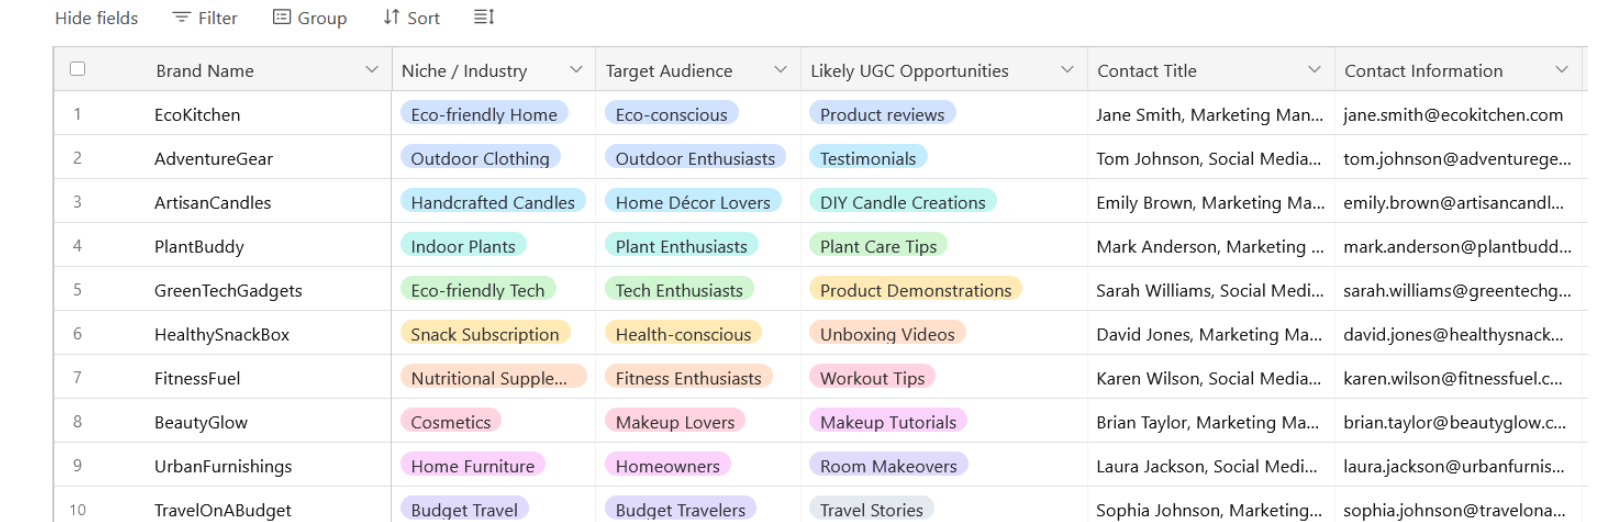 Hide fields Filter Group Sort
Brand Name Niche / Industry Target Audience Likely UGC Opportunities Contact Title Contact Information
1 EcoKitchen Eco-friendly Home Eco-conscious Product reviews Jane Smith, Marketing Man... jane.smith@ecokitchen.com
2 AdventureGear Outdoor Clothing Outdoor Enthusiasts Testimonials Tom Johnson, Social Media... tom.johnson@adventurege...
3 ArtisanCandles Handcrafted Candles Home Décor Lovers DIY Candle Creations Emily Brown, Marketing Ma... emily.brown@artisancandl...
4 PlantBuddy Indoor Plants Plant Enthusiasts Plant Care Tips Mark Anderson, Marketing ... mark.anderson@plantbudd...
5 GreenTechGadgets Eco-friendly Tech Tech Enthusiasts Product Demonstrations Sarah Williams, Social Medi... sarah.williams@greentechg...
6 HealthySnackBox Snack Subscription Health-conscious Unboxing Videos David Jones, Marketing Ma... david.jones@healthysnack...
7 FitnessFuel Nutritional Supple... Fitness Enthusiasts Workout Tips Karen Wilson, Social Media... karen.wilson@fitnessfuel.c...
8 BeautyGlow Cosmetics Makeup Lovers Makeup Tutorials Brian Taylor, Marketing Ma... brian.taylor@beautyglow.c...
9 UrbanFurnishings Home Furniture Homeowners Room Makeovers Laura Jackson, Social Medi... laura.jackson@urbanfurnis...
10 TravelOnABudget Budget Travel Budget Travelers Travel Stories Sophia Johnson, Marketing... sophia.johnson@travelona...